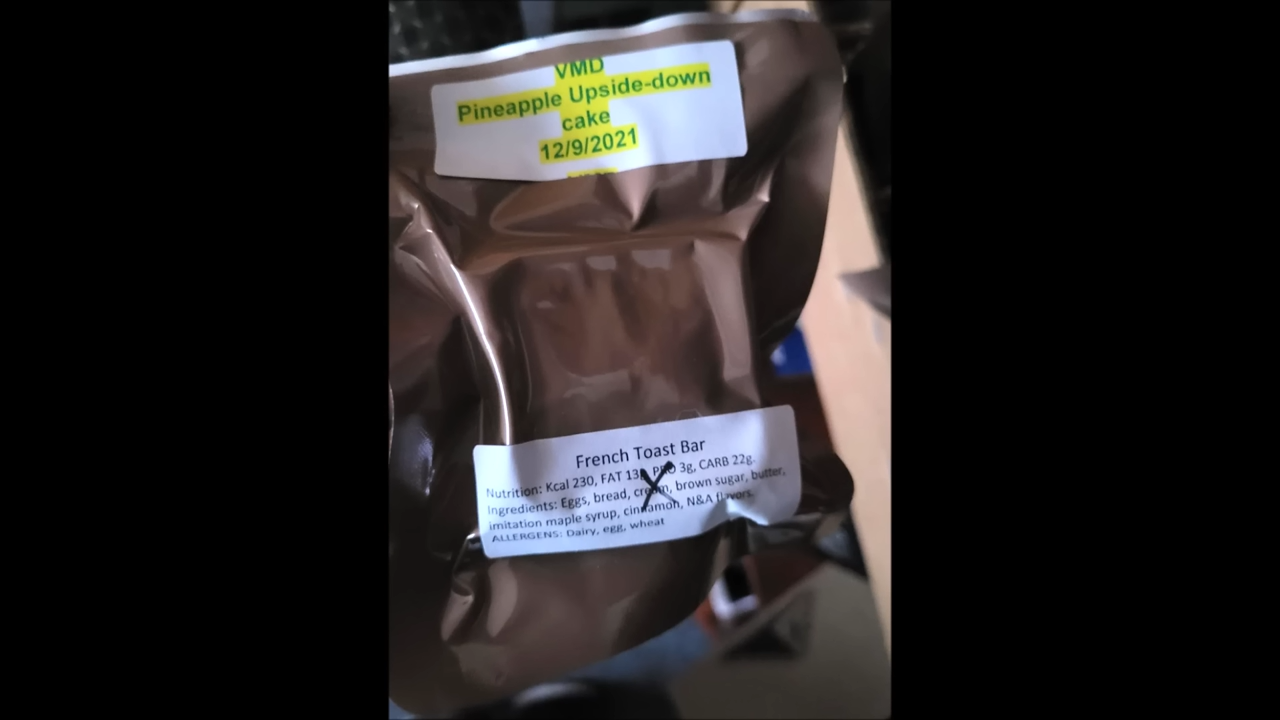 VMD
Pineapple Upside-down
cake
12/9/2021
French Toast Bar
Nutrition: Kcal 230, FAT 13g, PRO 3g, CARB 22g.
Ingredients: Eggs, bread, cream, brown sugar, butter,
imitation maple syrup, cinnamon, N&A flavors.
ALLERGENS: Dairy, egg, wheat